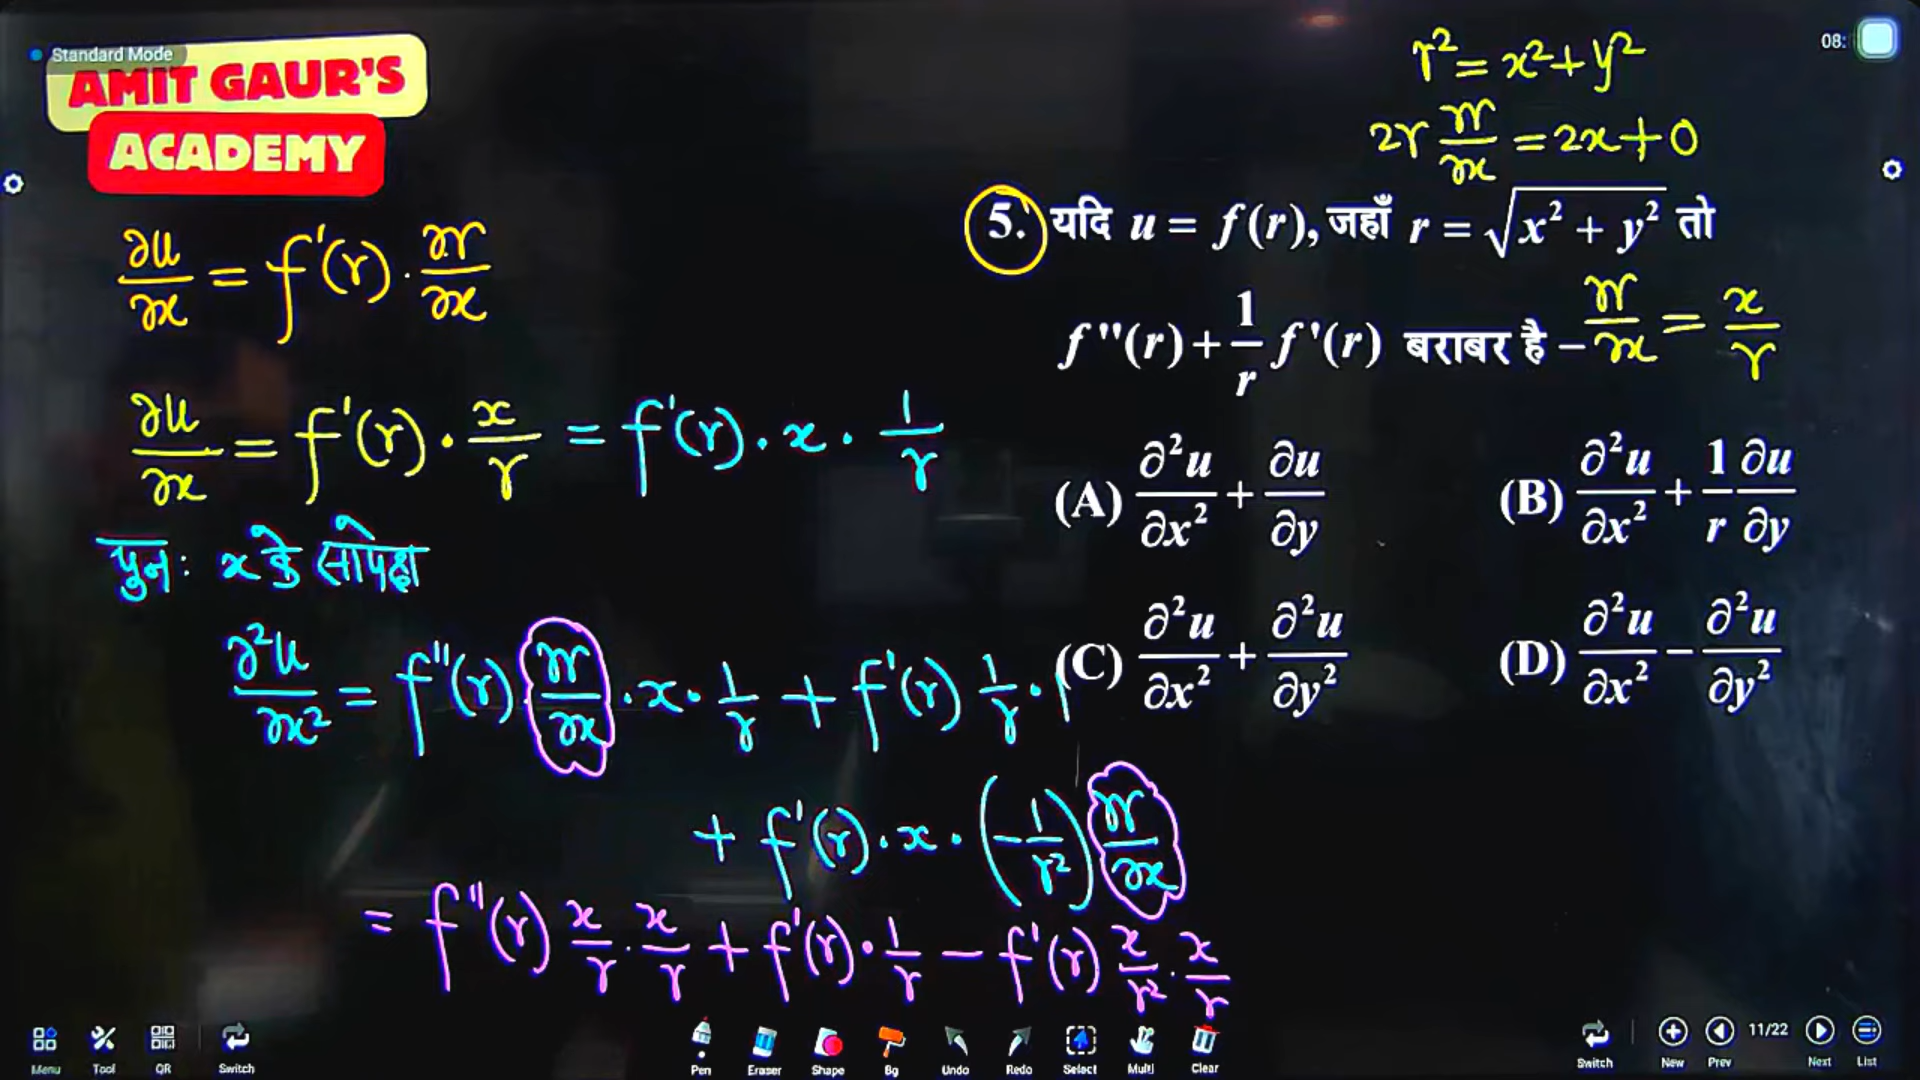 Standard Mode
AMIT GAUR'S
ACADEMY
08:
r² = x² + y²
2r ∂r/∂x = 2x + 0
5. यदि u = f(r), जहाँ r = √(x² + y²) तो
f''(r) + 1/r f'(r) बराबर है –
∂r/∂x = x/r
(A) ∂²u/∂x² + ∂u/∂y
(B) ∂²u/∂x² + 1/r ∂u/∂y
(C) ∂²u/∂x² + ∂²u/∂y²
(D) ∂²u/∂x² − ∂²u/∂y²
∂u/∂x = f'(r) · ∂r/∂x
∂u/∂x = f'(r) · x/r = f'(r) · x · 1/r
पुन: x के सापेक्ष
∂²u/∂x² = f''(r) · ∂r/∂x · x · 1/r + f'(r) 1/r · 1
+ f'(r) · x · (−1/r²) ∂r/∂x
= f''(r) x/r · x/r + f'(r) · 1/r − f'(r) x/r² · x/r
Menu Tool QR Switch
Pen Eraser Shape Bg Undo Redo Select Multi Clear
Switch New Prev 11/22 Next List